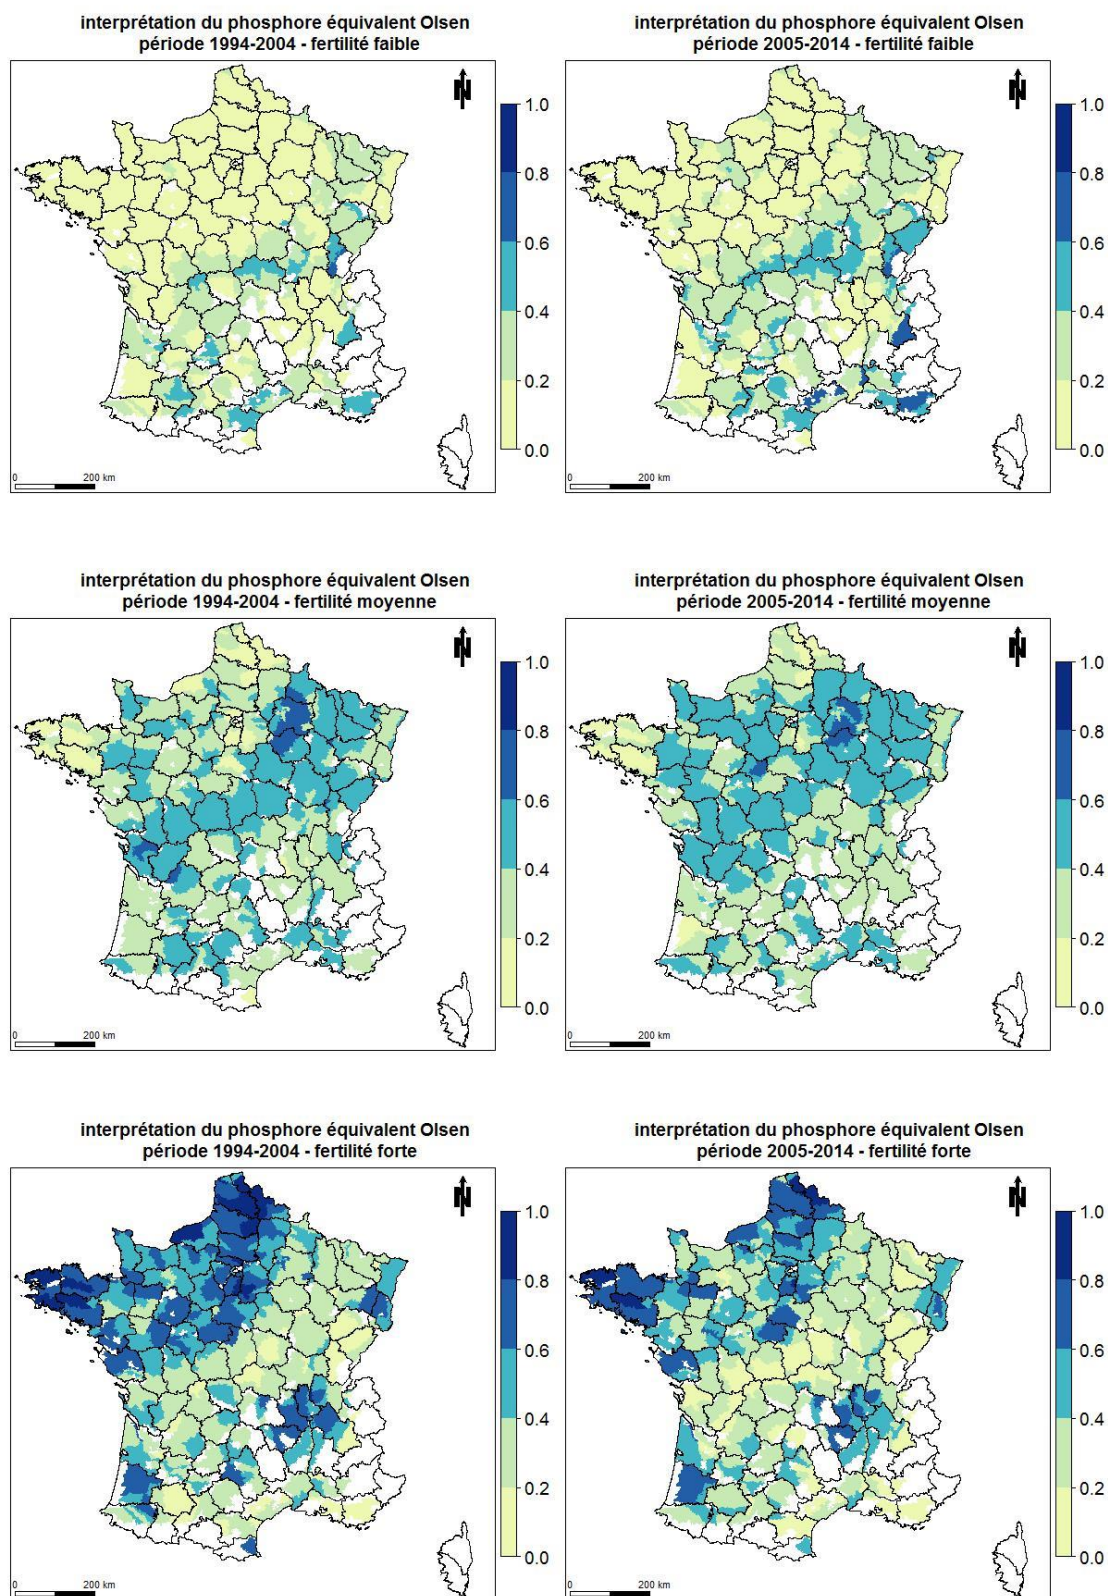 interprétation du phosphore équivalent Olsen
période 1994-2004 - fertilité faible
N
1.0
0.8
0.6
0.4
0.2
0.0
0 200 km
interprétation du phosphore équivalent Olsen
période 2005-2014 - fertilité faible
N
1.0
0.8
0.6
0.4
0.2
0.0
0 200 km
interprétation du phosphore équivalent Olsen
période 1994-2004 - fertilité moyenne
N
1.0
0.8
0.6
0.4
0.2
0.0
0 200 km
interprétation du phosphore équivalent Olsen
période 2005-2014 - fertilité moyenne
N
1.0
0.8
0.6
0.4
0.2
0.0
0 200 km
interprétation du phosphore équivalent Olsen
période 1994-2004 - fertilité forte
N
1.0
0.8
0.6
0.4
0.2
0.0
0 200 km
interprétation du phosphore équivalent Olsen
période 2005-2014 - fertilité forte
N
1.0
0.8
0.6
0.4
0.2
0.0
0 200 km